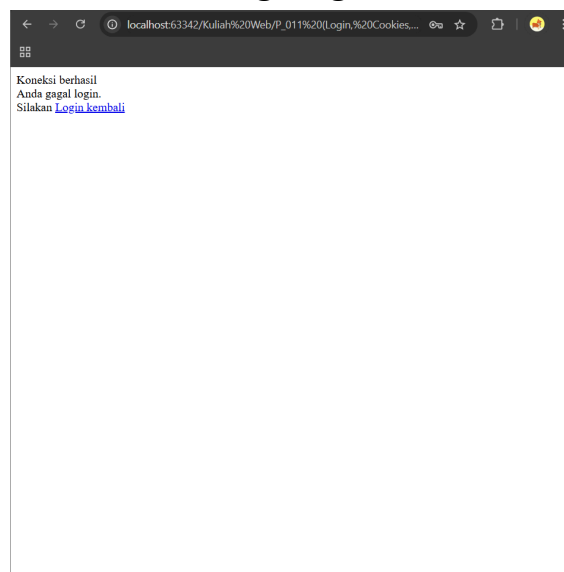 localhost:63342/Kuliah%20Web/P_011%20(Login,%20Cookies,...
Koneksi berhasil
Anda gagal login.
Silakan Login kembali